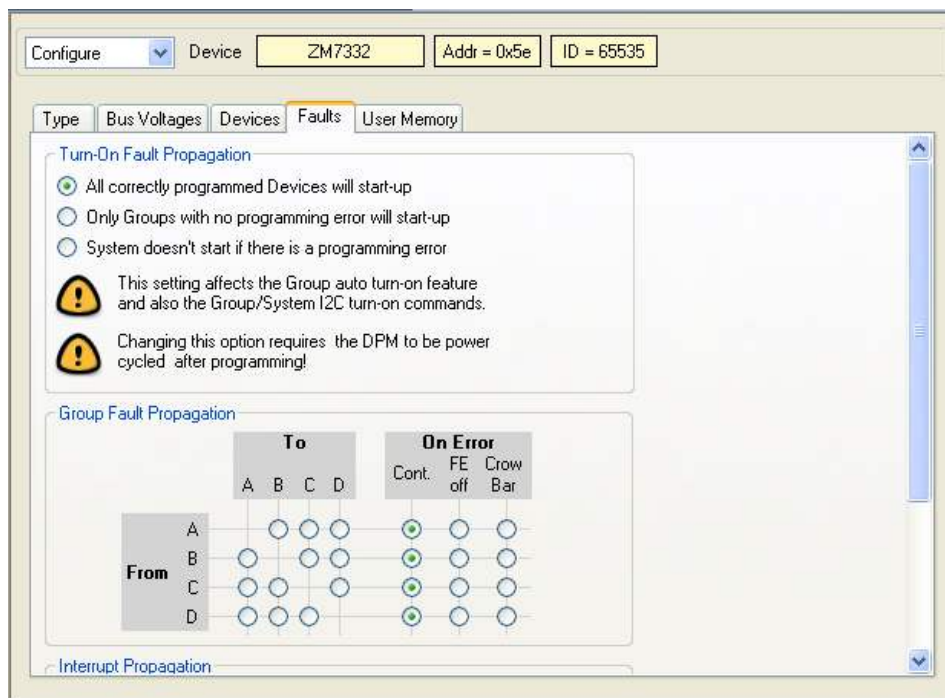 Configure Device ZM7332 Addr = 0x5e ID = 65535
Type Bus Voltages Devices Faults User Memory
Turn-On Fault Propagation
All correctly programmed Devices will start-up
Only Groups with no programming error will start-up
System doesn't start if there is a programming error
This setting affects the Group auto turn-on feature
and also the Group/System I2C turn-on commands.
Changing this option requires the DPM to be power
cycled after programming!
Group Fault Propagation
To On Error
A B C D Cont. FE off Crow Bar
A
B
From
C
D
Interrupt Propagation